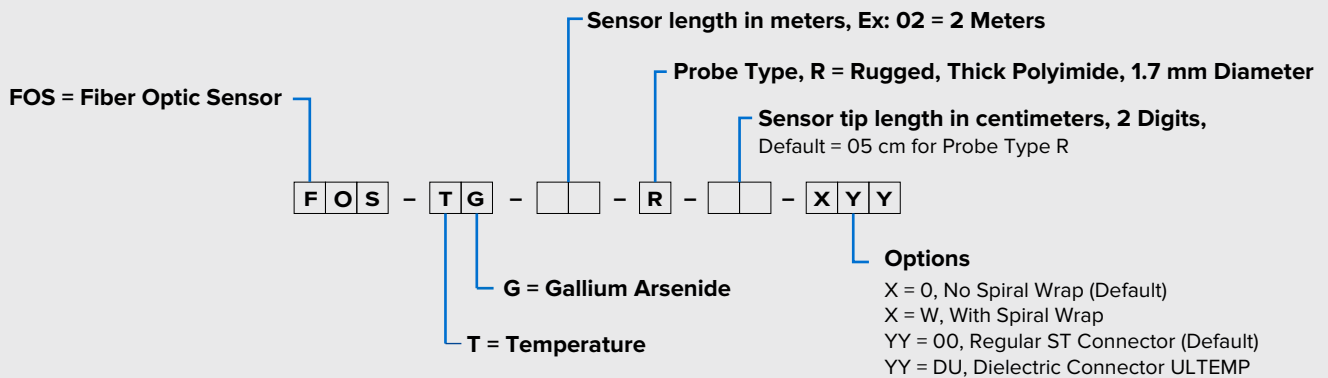 Sensor length in meters, Ex: 02 = 2 Meters
Probe Type, R = Rugged, Thick Polyimide, 1.7 mm Diameter
FOS = Fiber Optic Sensor
Sensor tip length in centimeters, 2 Digits,
Default = 05 cm for Probe Type R
F O S – T G – – R – – X Y Y
Options
G = Gallium Arsenide
X = 0, No Spiral Wrap (Default)
X = W, With Spiral Wrap
YY = 00, Regular ST Connector (Default)
T = Temperature
YY = DU, Dielectric Connector ULTEMP